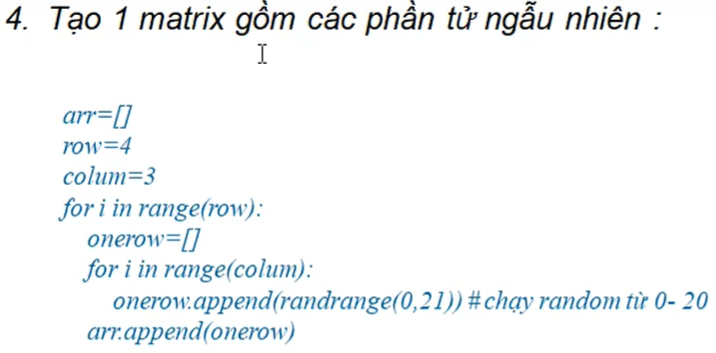 4. Tạo 1 matrix gồm các phần tử ngẫu nhiên :
arr=[]
row=4
colum=3
for i in range(row):
onerow=[]
for i in range(colum):
onerow.append(randrange(0,21)) #chạy random từ 0- 20
arr.append(onerow)